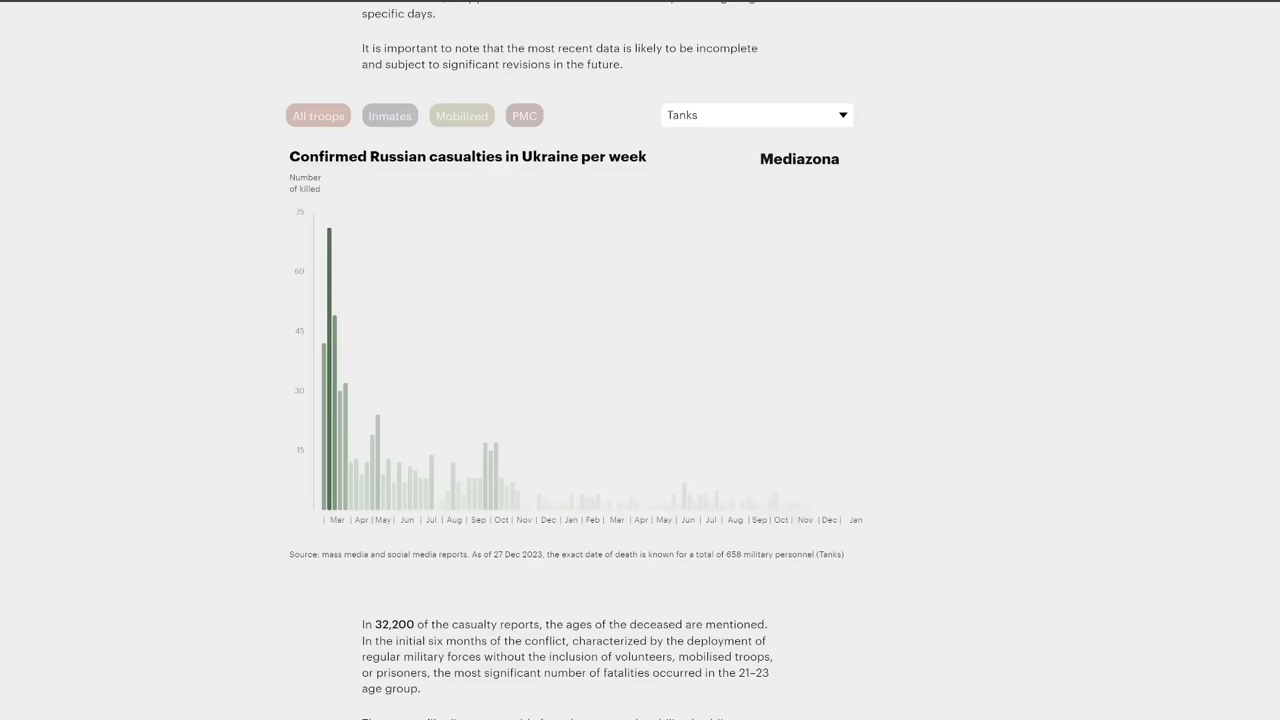 specific days.
It is important to note that the most recent data is likely to be incomplete
and subject to significant revisions in the future.
All troops Inmates Mobilized PMC Tanks
Confirmed Russian casualties in Ukraine per week Mediazona
Number
of killed
75
60
45
30
15
| Mar | Apr | May | Jun | Jul | Aug | Sep | Oct | Nov | Dec | Jan | Feb | Mar | Apr | May | Jun | Jul | Aug | Sep | Oct | Nov | Dec | Jan
Source: mass media and social media reports. As of 27 Dec 2023, the exact date of death is known for a total of 658 military personnel (Tanks)
In 32,200 of the casualty reports, the ages of the deceased are mentioned.
In the initial six months of the conflict, characterized by the deployment of
regular military forces without the inclusion of volunteers, mobilised troops,
or prisoners, the most significant number of fatalities occurred in the 21–23
age group.